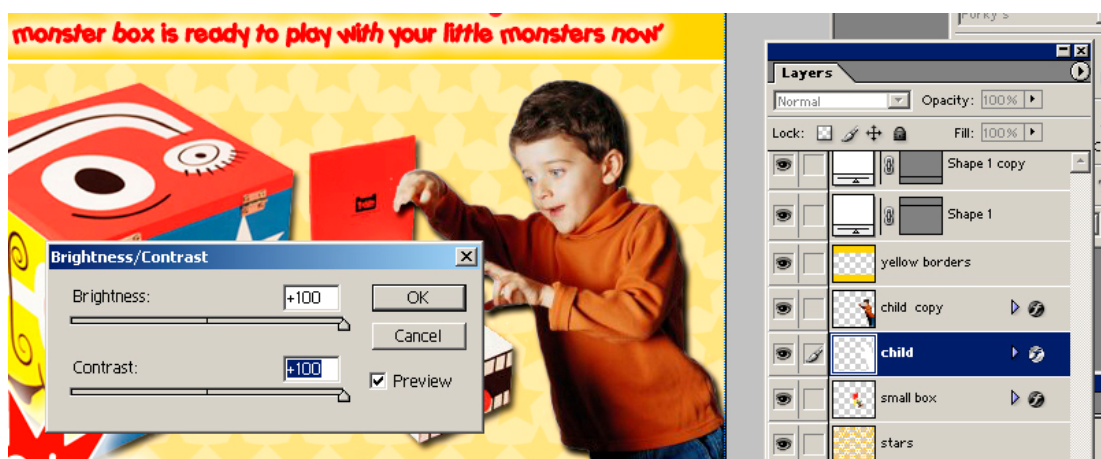 monster box is ready to play with your little monsters now
Porky's
Layers
Normal
Opacity: 100%
Lock:
Fill: 100%
Shape 1 copy
Shape 1
yellow borders
child copy
child
small box
stars
Brightness/Contrast
Brightness: +100
OK
Cancel
Contrast: +100
Preview